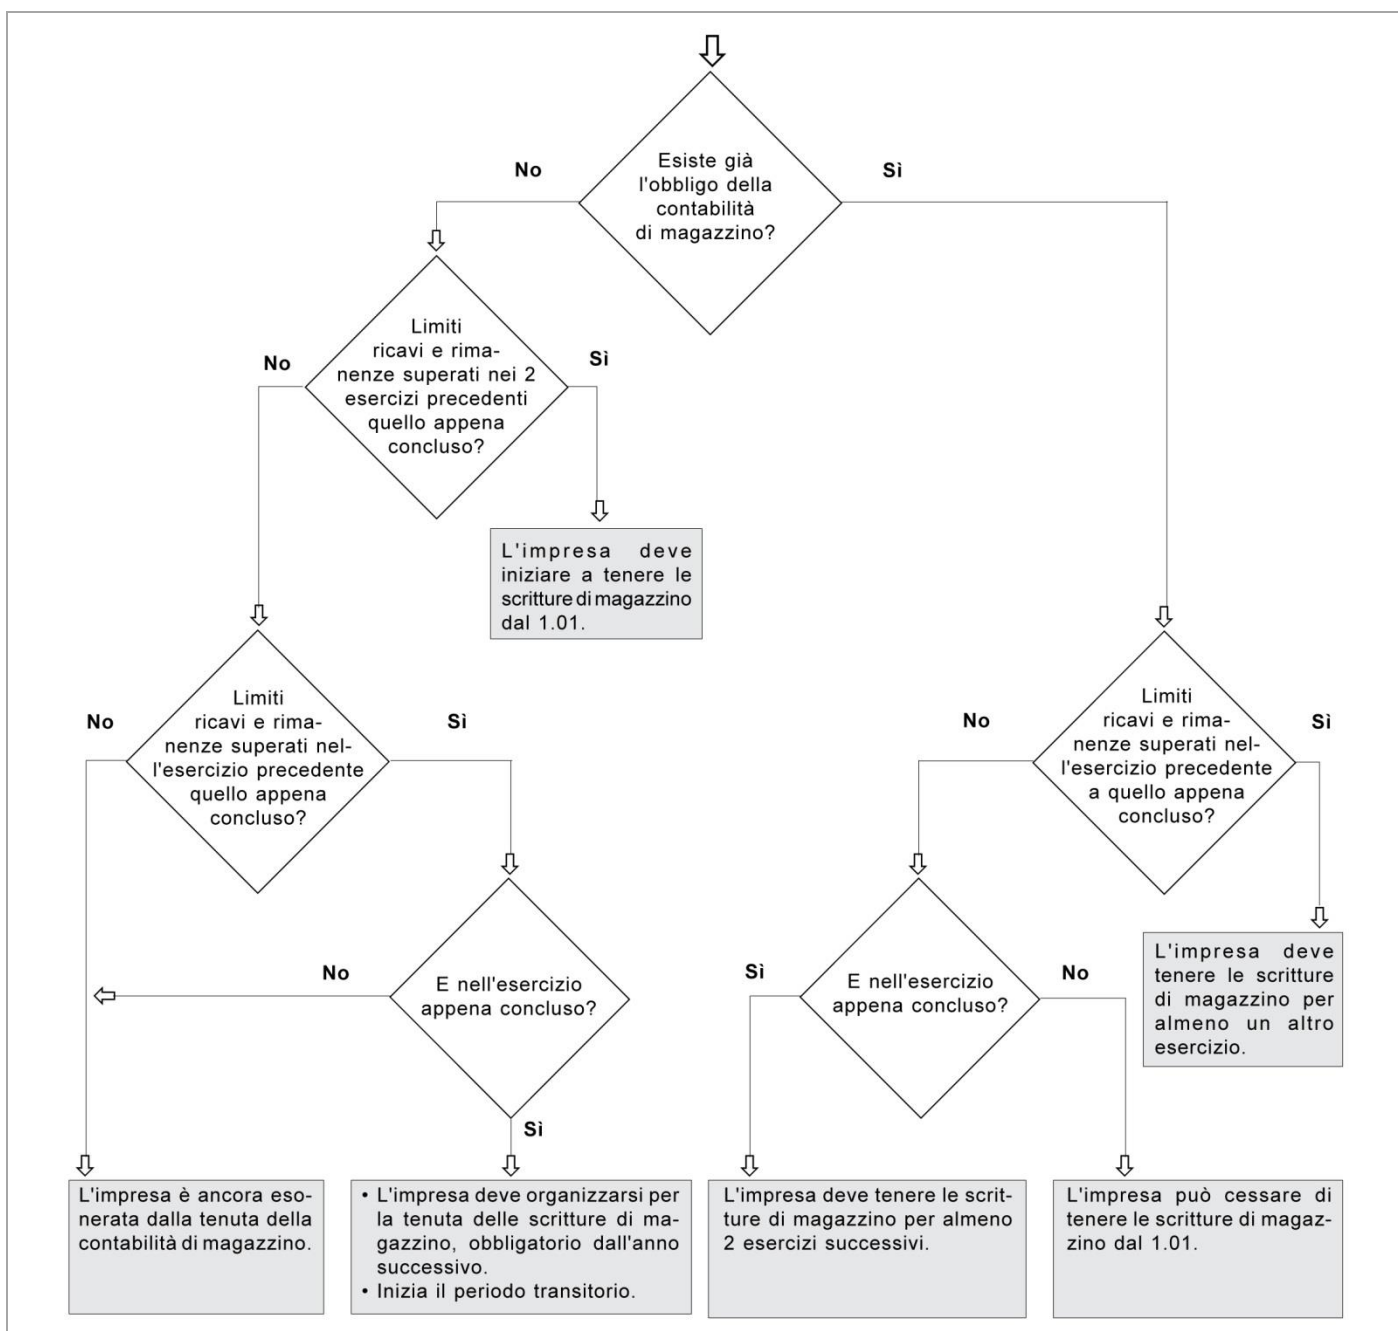 Esiste già
l'obbligo della
contabilità
di magazzino?
No
Sì
Limiti
ricavi e rima-
nenze superati nei 2
esercizi precedenti
quello appena
concluso?
No
Sì
L'impresa deve
iniziare a tenere le
scritture di magazzino
dal 1.01.
Limiti
ricavi e rima-
nenze superati nel-
l'esercizio precedente
quello appena
concluso?
No
Sì
Limiti
ricavi e rima-
nenze superati nel-
l'esercizio precedente
a quello appena
concluso?
No
Sì
E nell'esercizio
appena concluso?
No
Sì
E nell'esercizio
appena concluso?
Sì
No
L'impresa deve
tenere le scritture
di magazzino per
almeno un altro
esercizio.
L'impresa è ancora eso-
nerata dalla tenuta della
contabilità di magazzino.
• L'impresa deve organizzarsi per
la tenuta delle scritture di ma-
gazzino, obbligatorio dall'anno
successivo.
• Inizia il periodo transitorio.
L'impresa deve tenere le scrit-
ture di magazzino per almeno
2 esercizi successivi.
L'impresa può cessare di
tenere le scritture di magaz-
zino dal 1.01.